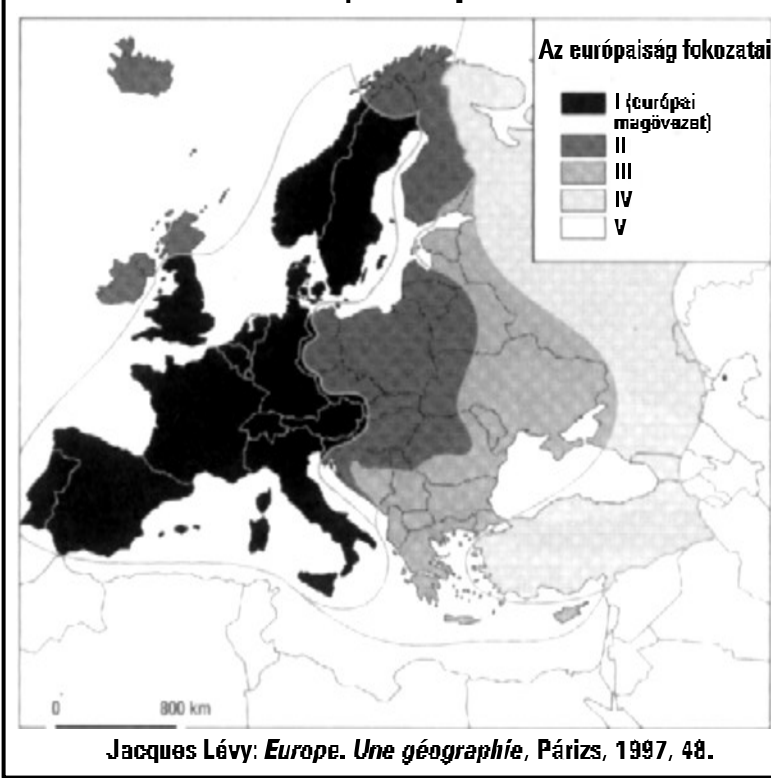 Az európaiság fokozatai
I (európai
magövezet)
II
III
IV
V
0 800 km
Jacques Lévy: Europe. Une géographie, Párizs, 1997, 48.